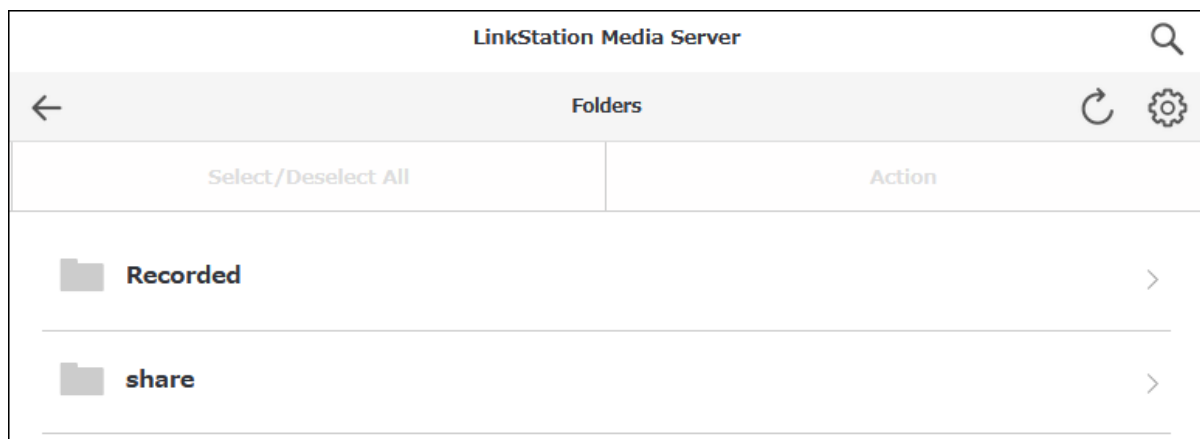 LinkStation Media Server
Folders
Select/Deselect All
Action
Recorded
share